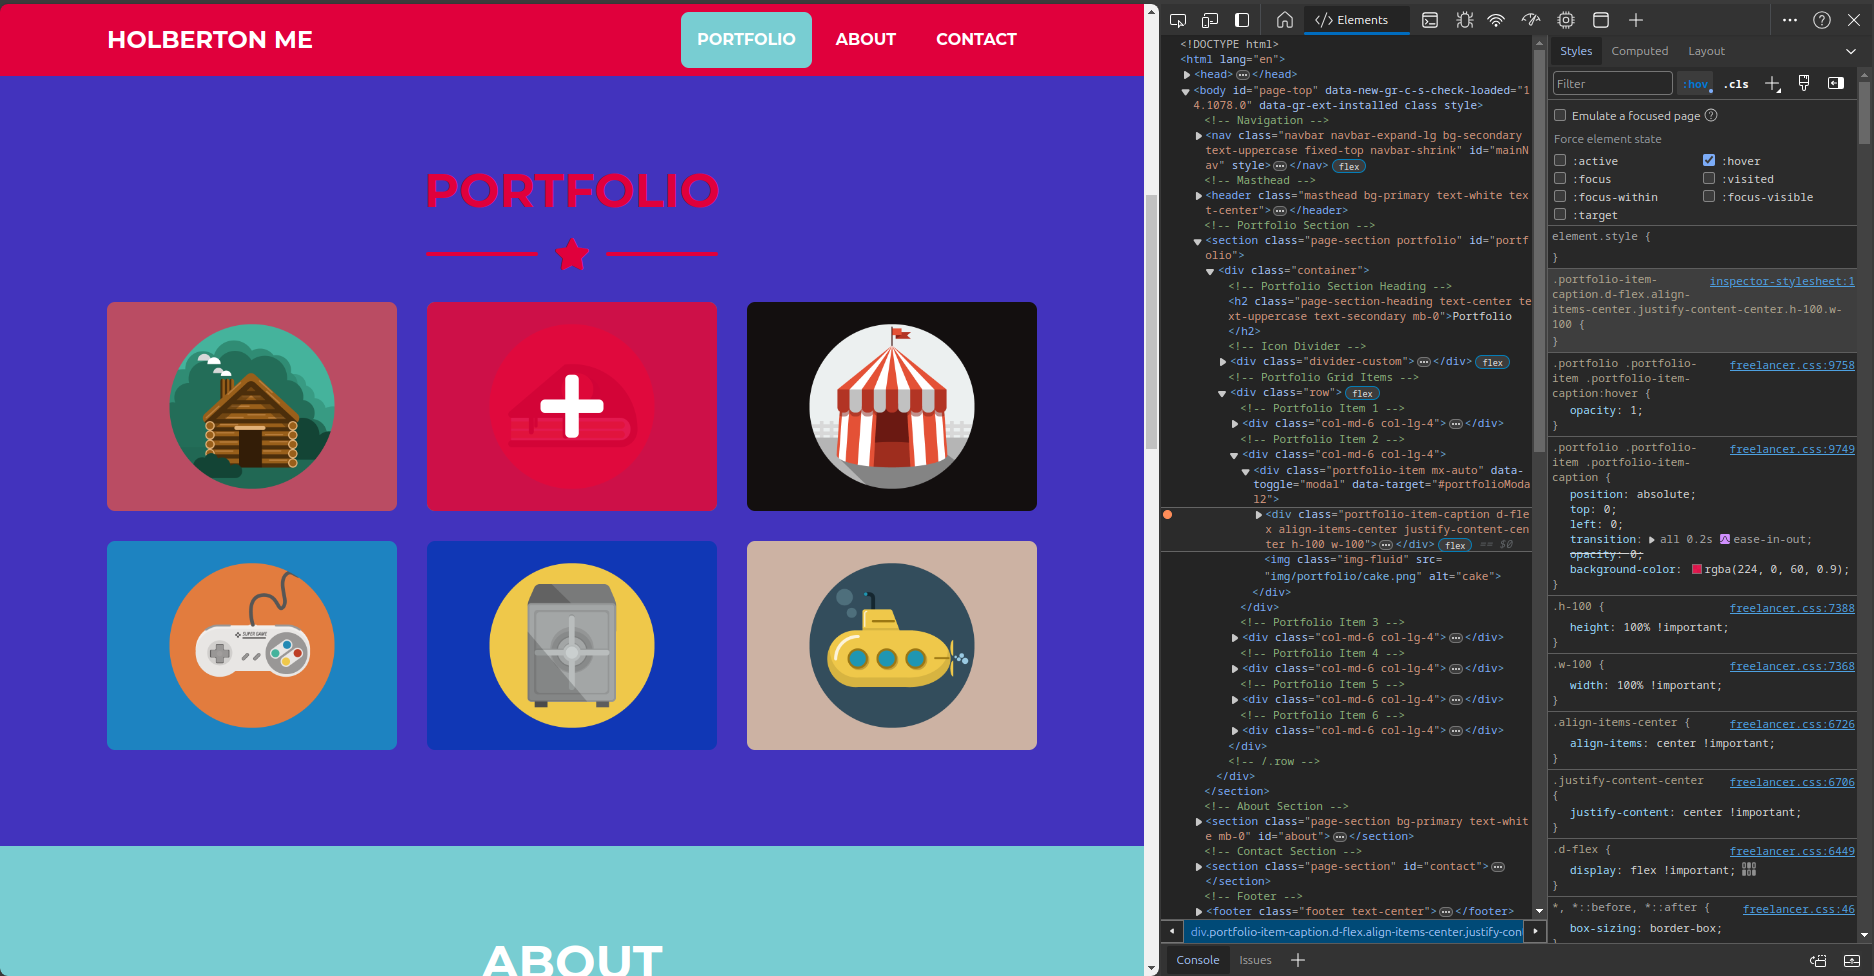 HOLBERTON ME
PORTFOLIO
ABOUT
CONTACT
PORTFOLIO
SUPER GAME
ABOUT
Elements
<!DOCTYPE html>
<html lang="en">
<head> ... </head>
<body id="page-top" data-new-gr-c-s-check-loaded="1
4.1078.0" data-gr-ext-installed class style>
<!-- Navigation -->
<nav class="navbar navbar-expand-lg bg-secondary
text-uppercase fixed-top navbar-shrink" id="mainN
av" style> ... </nav> flex
<!-- Masthead -->
<header class="masthead bg-primary text-white tex
t-center"> ... </header>
<!-- Portfolio Section -->
<section class="page-section portfolio" id="portf
olio">
<div class="container">
<!-- Portfolio Section Heading -->
<h2 class="page-section-heading text-center te
xt-uppercase text-secondary mb-0">Portfolio
</h2>
<!-- Icon Divider -->
<div class="divider-custom"> ... </div> flex
<!-- Portfolio Grid Items -->
<div class="row"> flex
<!-- Portfolio Item 1 -->
<div class="col-md-6 col-lg-4"> ... </div>
<!-- Portfolio Item 2 -->
<div class="col-md-6 col-lg-4">
<div class="portfolio-item mx-auto" data-
toggle="modal" data-target="#portfolioModa
l2">
<div class="portfolio-item-caption d-fle
x align-items-center justify-content-cen
ter h-100 w-100"> ... </div> flex == $0
<img class="img-fluid" src=
"img/portfolio/cake.png" alt="cake">
</div>
</div>
<!-- Portfolio Item 3 -->
<div class="col-md-6 col-lg-4"> ... </div>
<!-- Portfolio Item 4 -->
<div class="col-md-6 col-lg-4"> ... </div>
<!-- Portfolio Item 5 -->
<div class="col-md-6 col-lg-4"> ... </div>
<!-- Portfolio Item 6 -->
<div class="col-md-6 col-lg-4"> ... </div>
</div>
<!-- /.row -->
</div>
</section>
<!-- About Section -->
<section class="page-section bg-primary text-whit
e mb-0" id="about"> ... </section>
<!-- Contact Section -->
<section class="page-section" id="contact"> ...
</section>
<!-- Footer -->
<footer class="footer text-center"> ... </footer>
div.portfolio-item-caption.d-flex.align-items-center.justify-con
Console Issues
Styles Computed Layout
Filter :hov .cls
Emulate a focused page
Force element state
:active :hover
:focus :visited
:focus-within :focus-visible
:target
element.style {
}
.portfolio-item- inspector-stylesheet:1
caption.d-flex.align-
items-center.justify-content-center.h-100.w-
100 {
}
.portfolio .portfolio- freelancer.css:9758
item .portfolio-item-
caption:hover {
opacity: 1;
}
.portfolio .portfolio- freelancer.css:9749
item .portfolio-item-
caption {
position: absolute;
top: 0;
left: 0;
transition: all 0.2s ease-in-out;
opacity: 0;
background-color: rgba(224, 0, 60, 0.9);
}
.h-100 { freelancer.css:7388
height: 100% !important;
}
.w-100 { freelancer.css:7368
width: 100% !important;
}
.align-items-center { freelancer.css:6726
align-items: center !important;
}
.justify-content-center freelancer.css:6706
{
justify-content: center !important;
}
.d-flex { freelancer.css:6449
display: flex !important;
}
*, *::before, *::after { freelancer.css:46
box-sizing: border-box;